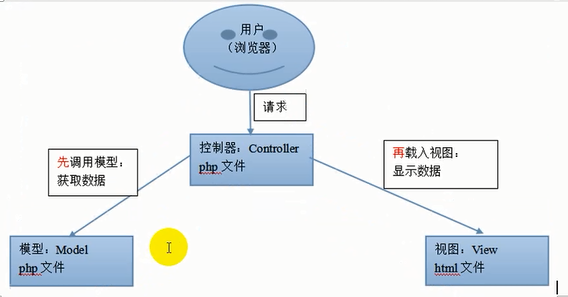 用户
（浏览器）
请求
控制器：Controller
php 文件
先调用模型：
获取数据
再载入视图：
显示数据
模型：Model
php 文件
视图：View
html 文件